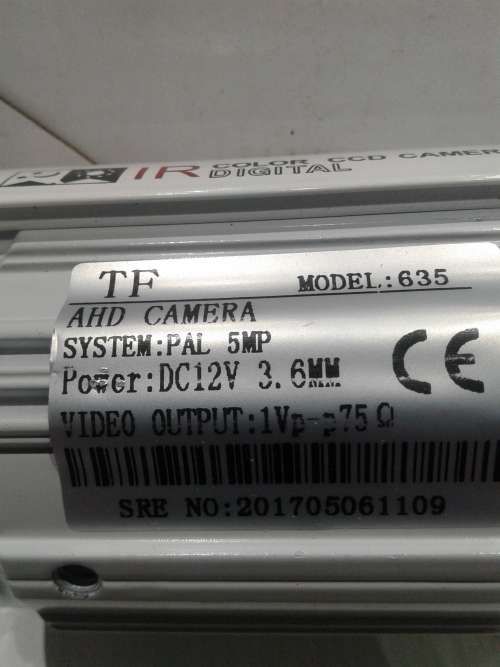 IR COLOR CCD CAMER
DIGITAL
TF MODEL:635
AHD CAMERA
SYSTEM:PAL 5MP
Power:DC12V 3.6MM
CE
VIDEO OUTPUT:1Vp-p75Ω
SRE NO:201705061109